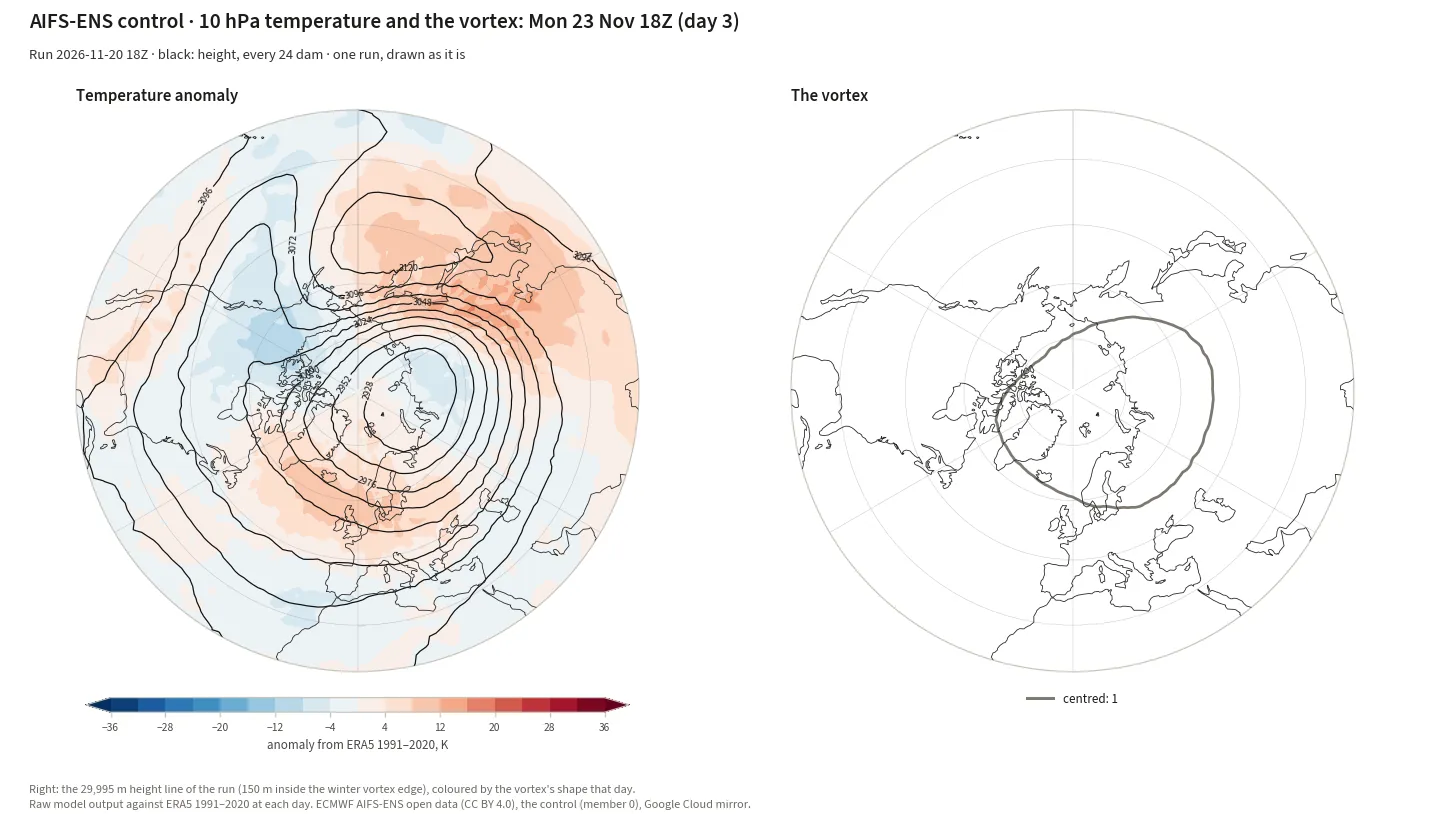 AIFS-ENS control · 10 hPa temperature and the vortex: Mon 23 Nov 18Z (day 3)
Run 2026-11-20 18Z · black: height, every 24 dam · one run, drawn as it is
Temperature anomaly
The vortex
3096
3072
3096
3120
3096
3048
3024
2952
2928
2976
centred: 1
−36 −28 −20 −12 −4 4 12 20 28 36
anomaly from ERA5 1991–2020, K
Right: the 29,995 m height line of the run (150 m inside the winter vortex edge), coloured by the vortex's shape that day.
Raw model output against ERA5 1991–2020 at each day. ECMWF AIFS-ENS open data (CC BY 4.0), the control (member 0), Google Cloud mirror.